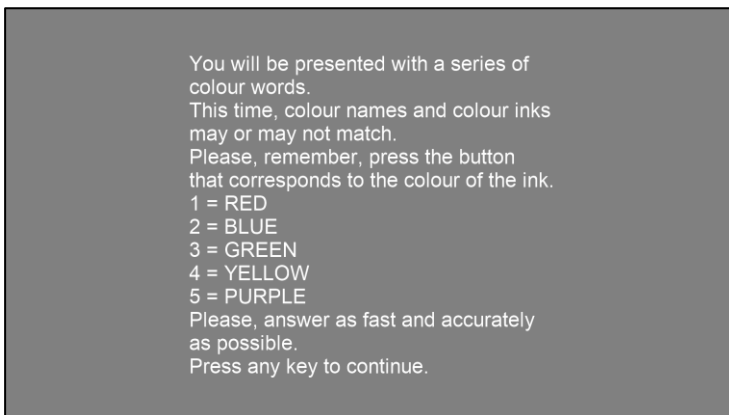 You will be presented with a series of
colour words.
This time, colour names and colour inks
may or may not match.
Please, remember, press the button
that corresponds to the colour of the ink.
1 = RED
2 = BLUE
3 = GREEN
4 = YELLOW
5 = PURPLE
Please, answer as fast and accurately
as possible.
Press any key to continue.